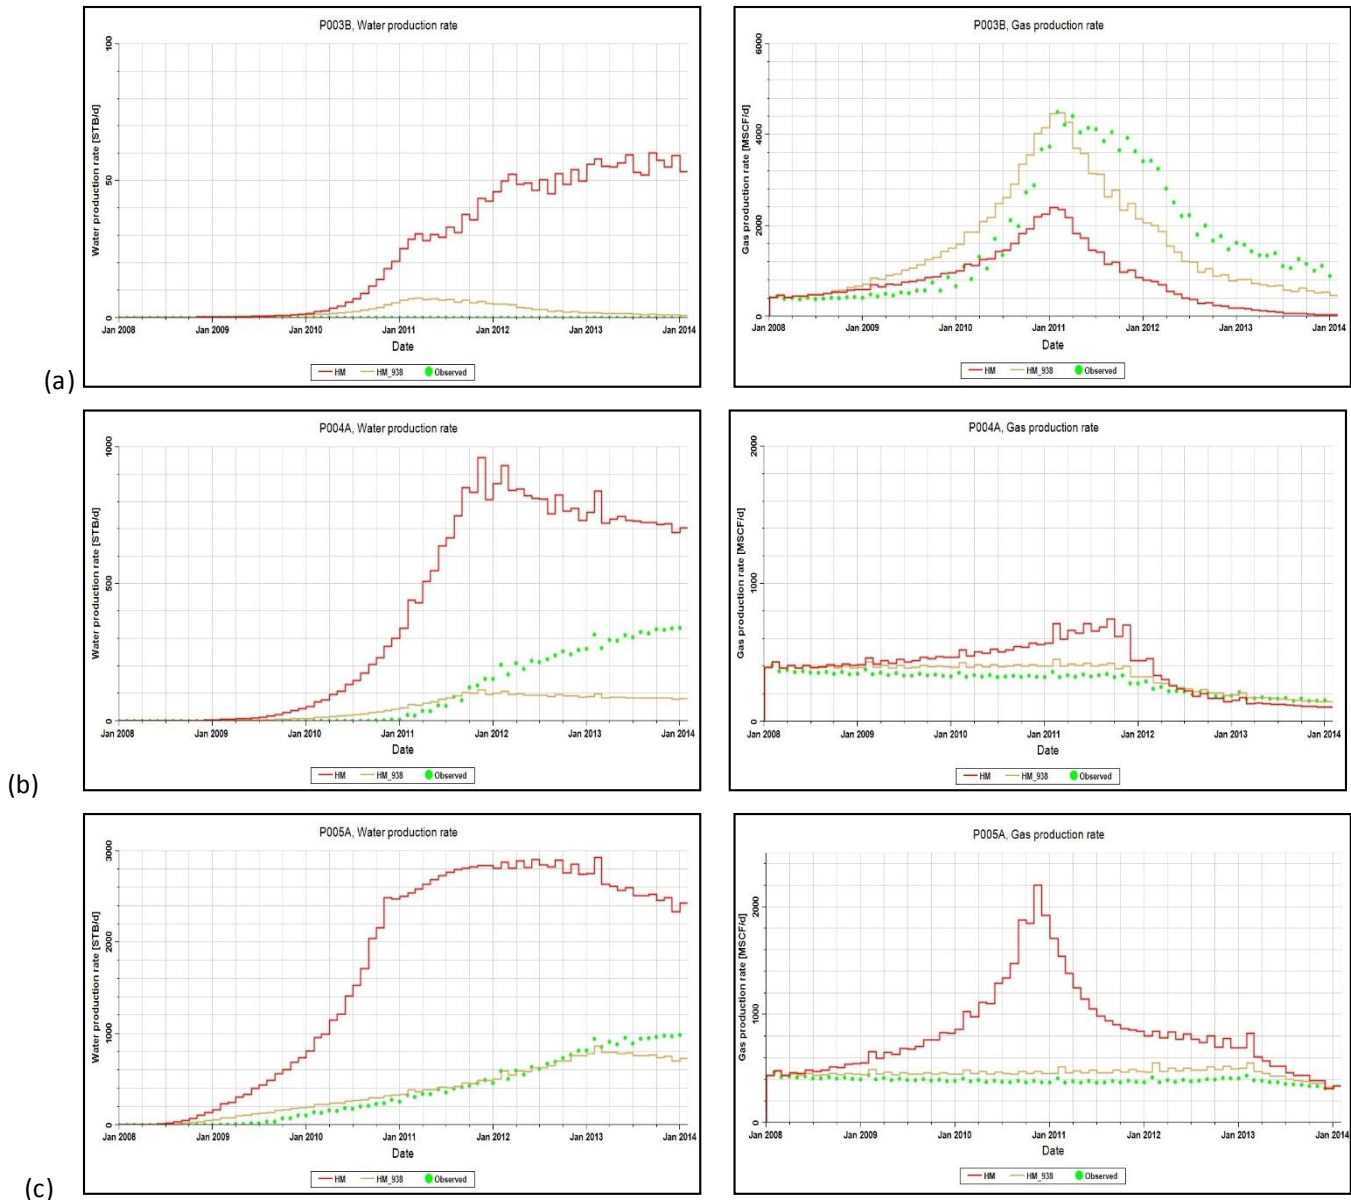 P003B, Water production rate
Water production rate [STB/d]
100
50
0
Jan 2008 Jan 2009 Jan 2010 Jan 2011 Jan 2012 Jan 2013 Jan 2014
Date
HM HM_938 Observed
P003B, Gas production rate
Gas production rate [MSCF/d]
6000
4000
2000
0
Jan 2008 Jan 2009 Jan 2010 Jan 2011 Jan 2012 Jan 2013 Jan 2014
Date
HM HM_938 Observed
(a)
P004A, Water production rate
Water production rate [STB/d]
1000
500
0
Jan 2008 Jan 2009 Jan 2010 Jan 2011 Jan 2012 Jan 2013 Jan 2014
Date
HM HM_938 Observed
P004A, Gas production rate
Gas production rate [MSCF/d]
2000
1000
0
Jan 2008 Jan 2009 Jan 2010 Jan 2011 Jan 2012 Jan 2013 Jan 2014
Date
HM HM_938 Observed
(b)
P005A, Water production rate
Water production rate [STB/d]
3000
2000
1000
0
Jan 2008 Jan 2009 Jan 2010 Jan 2011 Jan 2012 Jan 2013 Jan 2014
Date
HM HM_938 Observed
P005A, Gas production rate
Gas production rate [MSCF/d]
2000
1000
0
Jan 2008 Jan 2009 Jan 2010 Jan 2011 Jan 2012 Jan 2013 Jan 2014
Date
HM HM_938 Observed
(c)